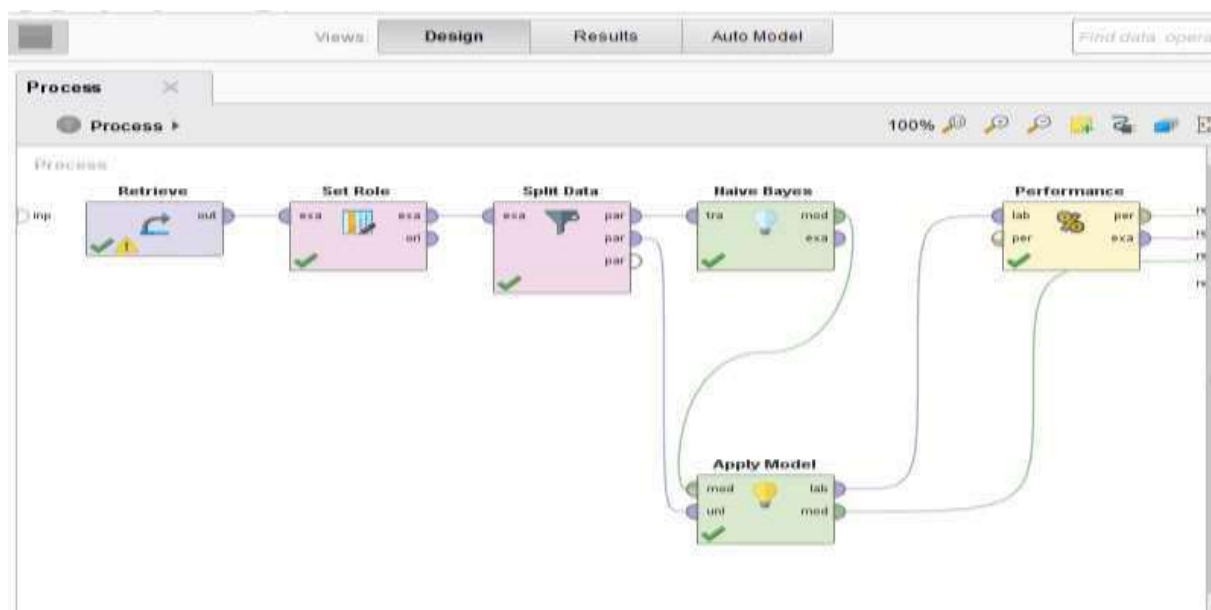 Views: Design Results Auto Model Find data, opera
Process
Process
100%
Process
Retrieve Set Role Split Data Naive Bayes Performance
inp out exa exa exa par tra mod lab per
ori par exa per exa
par
Apply Model
mod lab
unl mod